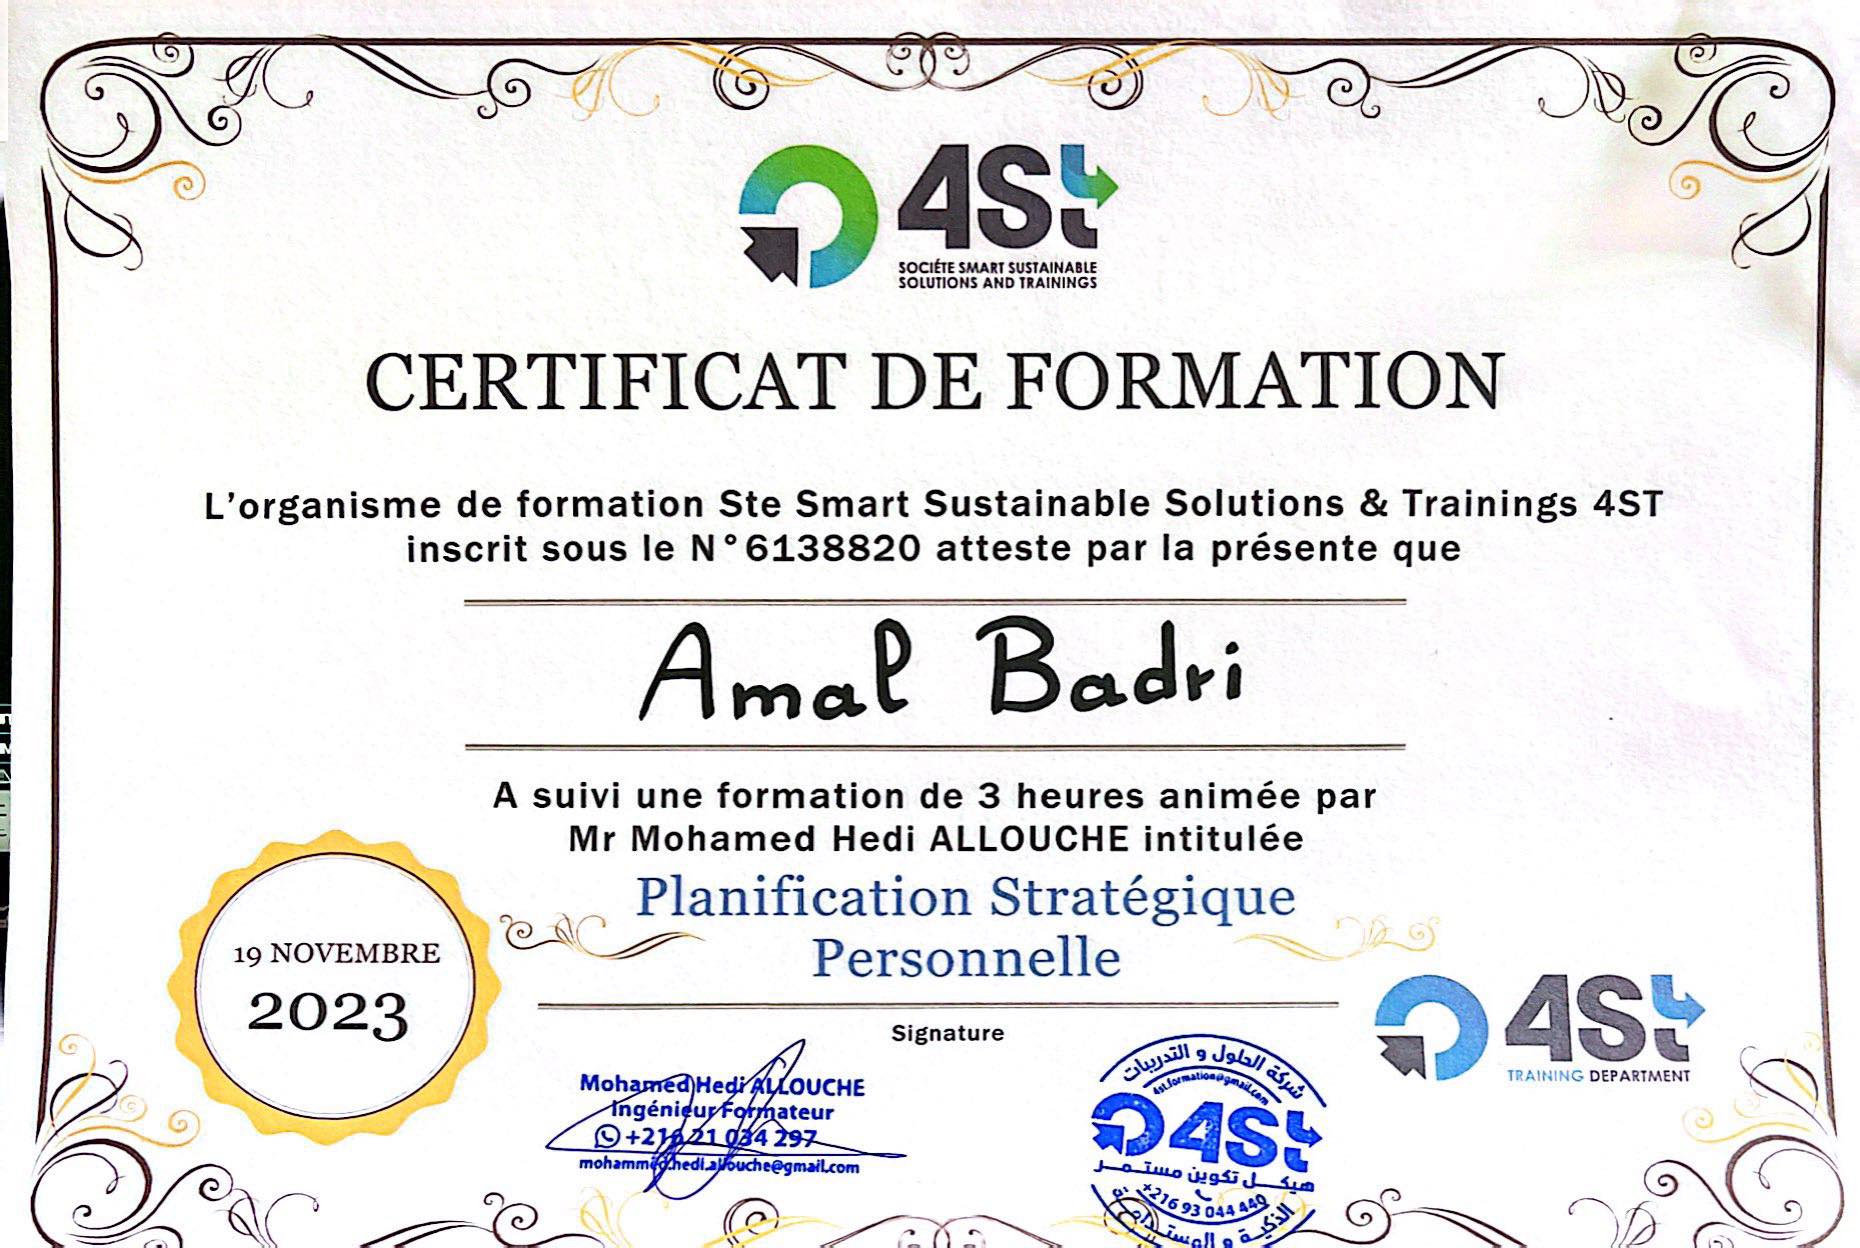 4St
SOCIÉTE SMART SUSTAINABLE
SOLUTIONS AND TRAININGS
CERTIFICAT DE FORMATION
L'organisme de formation Ste Smart Sustainable Solutions & Trainings 4ST
inscrit sous le N°6138820 atteste par la présente que
Amal Badri
A suivi une formation de 3 heures animée par
Mr Mohamed Hedi ALLOUCHE intitulée
Planification Stratégique
Personnelle
19 NOVEMBRE
2023
Signature
Mohamed Hedi ALLOUCHE
Ingénieur Formateur
+216 21 034 297
mohammed.hedi.allouche@gmail.com
شركة الحلول و التدريبات
4st.formation@gmail.com
4St
هيكل تكوين مستمر
+216 93 044 440
الذكية و
4St
TRAINING DEPARTMENT